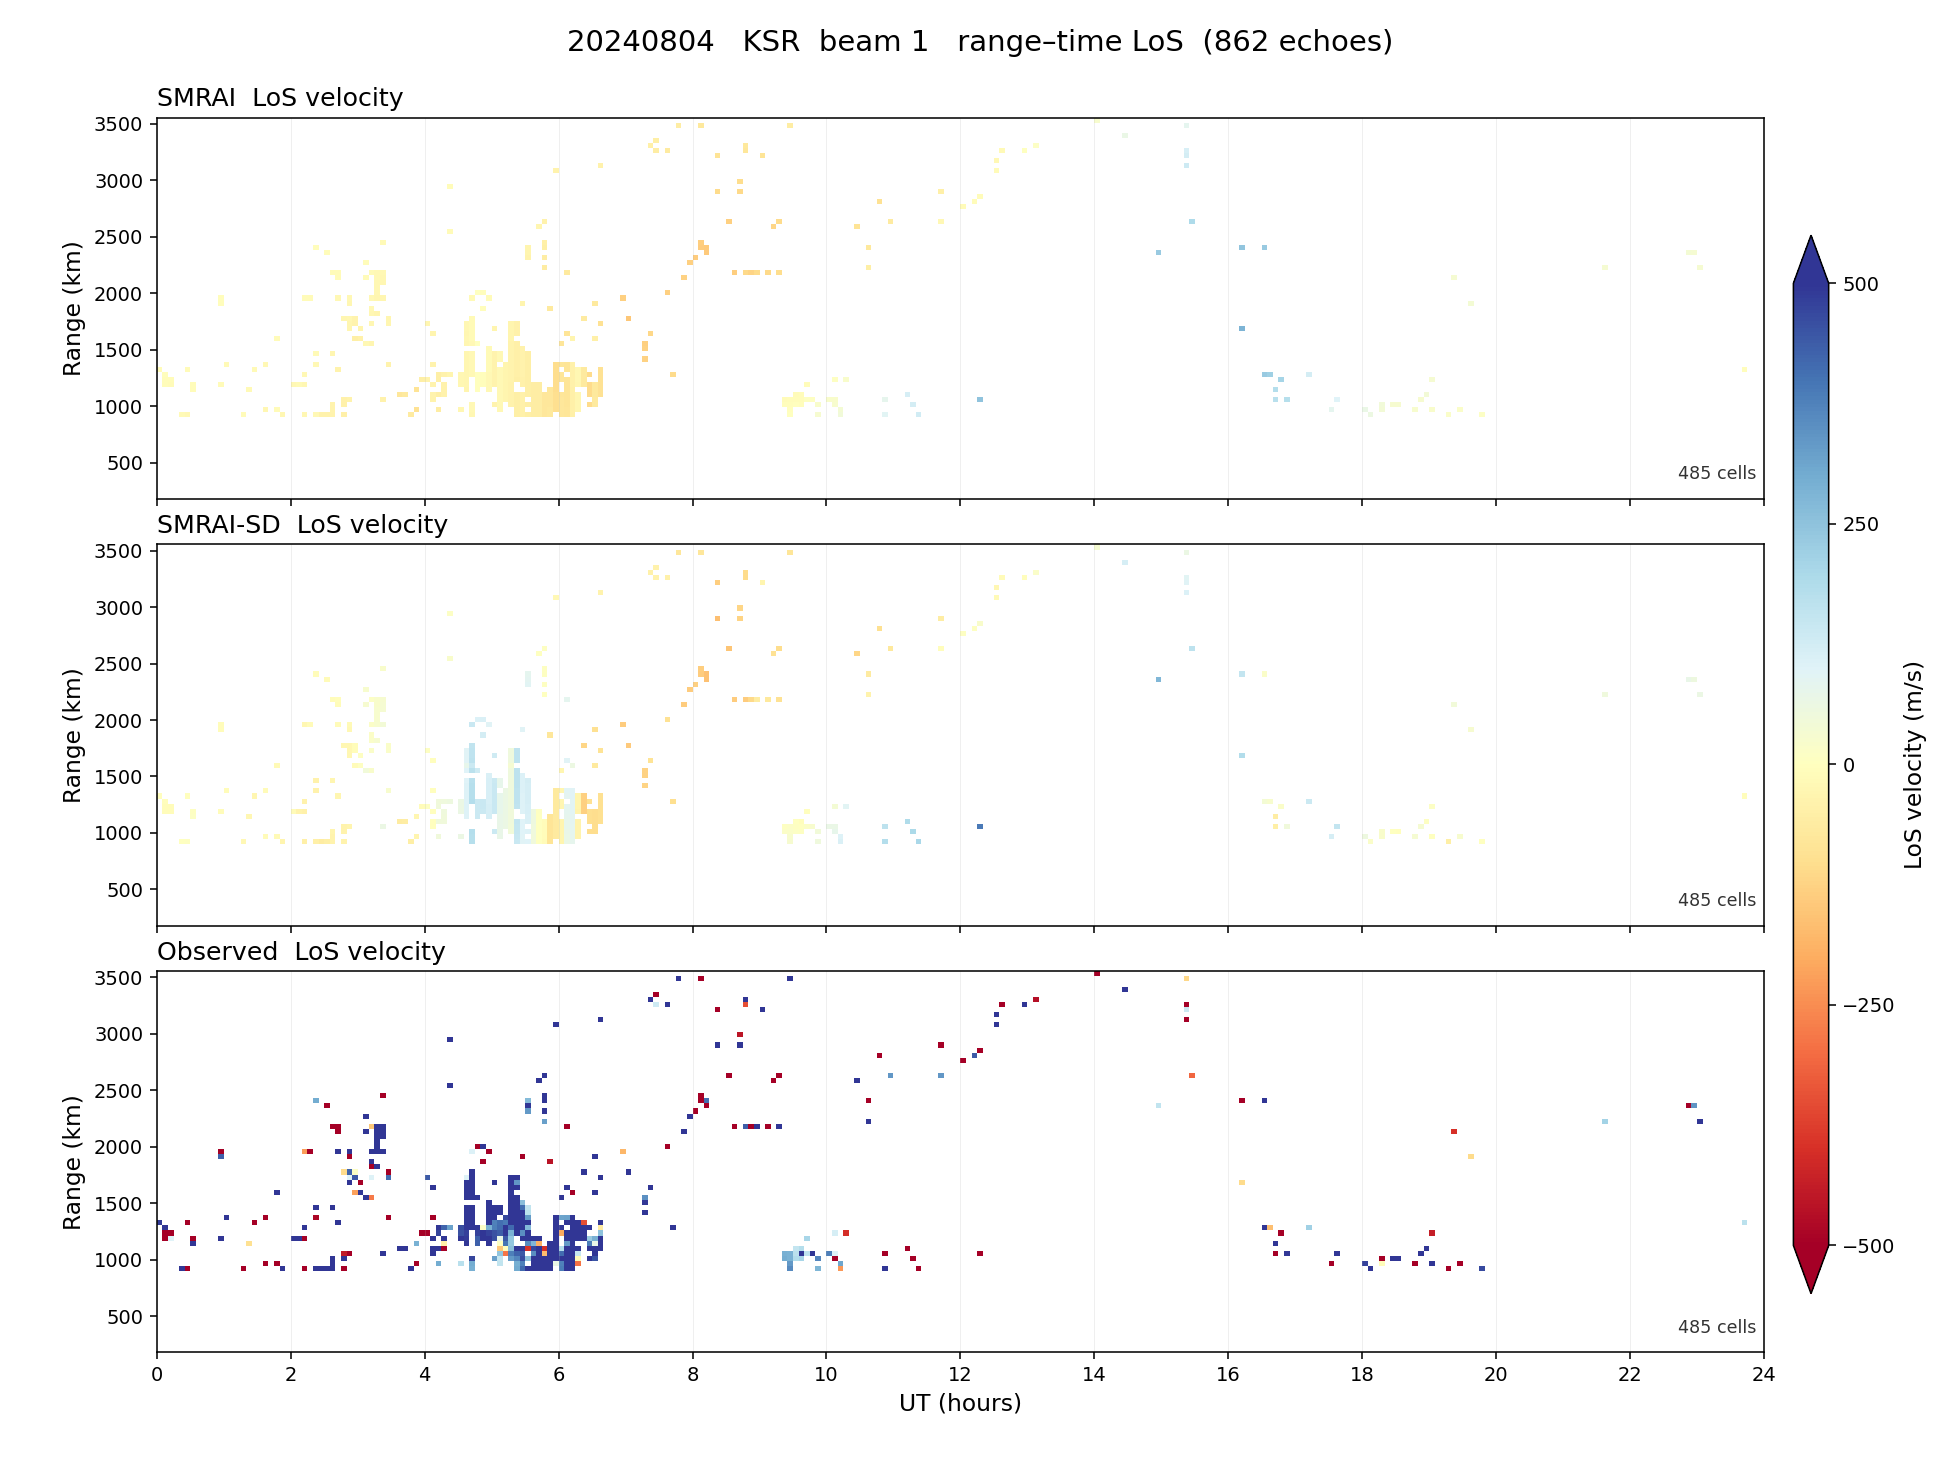 20240804   KSR  beam 1   range–time LoS  (862 echoes)
SMRAI  LoS velocity
3500
3000
2500
2000
1500
1000
500
Range (km)
485 cells
SMRAI-SD  LoS velocity
3500
3000
2500
2000
1500
1000
500
Range (km)
485 cells
Observed  LoS velocity
3500
3000
2500
2000
1500
1000
500
Range (km)
485 cells
0 2 4 6 8 10 12 14 16 18 20 22 24
UT (hours)
500
250
0
−250
−500
LoS velocity (m/s)